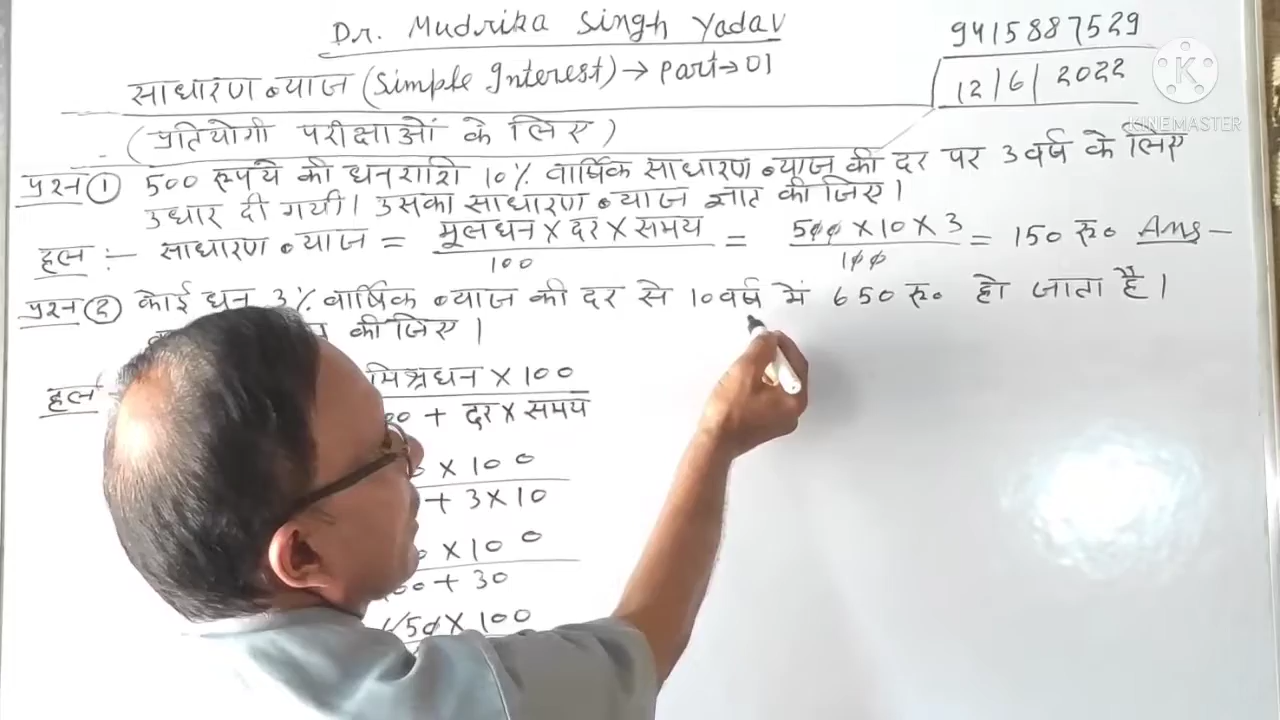 Dr. Mudrika Singh Yadav
9415887529
साधारण ब्याज (Simple Interest) → Part → 01
12/6/2022
K
KINEMASTER
(प्रतियोगी परीक्षाओं के लिए)
प्रश्न ① 500 रूपये की धनराशि 10% वार्षिक साधारण ब्याज की दर पर 3 वर्ष के लिए
उधार दी गयी। उसका साधारण ब्याज ज्ञात कीजिए।
हल :- साधारण ब्याज = मूलधन × दर × समय / 100 = 500 × 10 × 3 / 100 = 150 रू० Ans -
प्रश्न ② कोई धन 3% वार्षिक ब्याज की दर से 10 वर्ष में 650 रू० हो जाता है।
कीजिए।
हल
मिश्रधन × 100
+ दर × समय
× 100
+ 3 × 10
× 100
+ 30
× 100